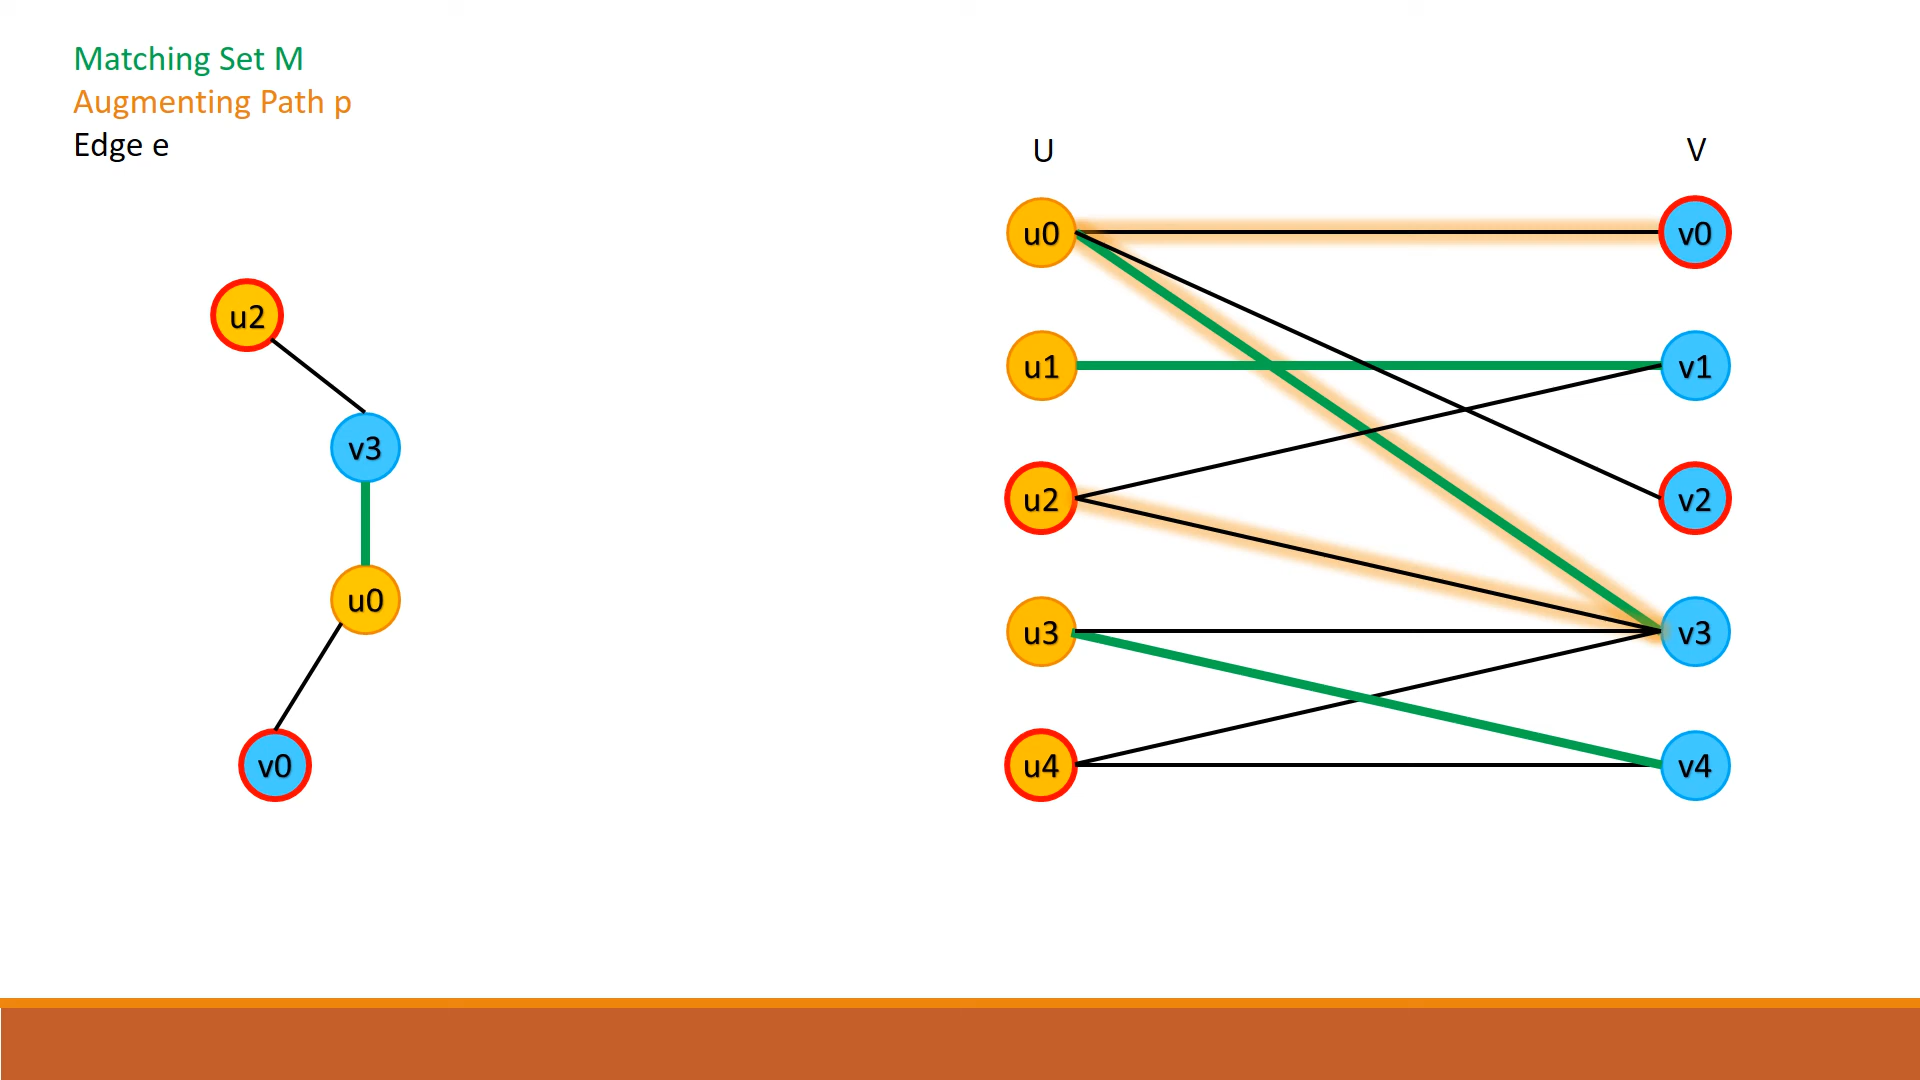 Matching Set M
Augmenting Path p
Edge e
U
V
u0
v0
u1
v1
u2
v2
u3
v3
u4
v4
u2
v3
u0
v0